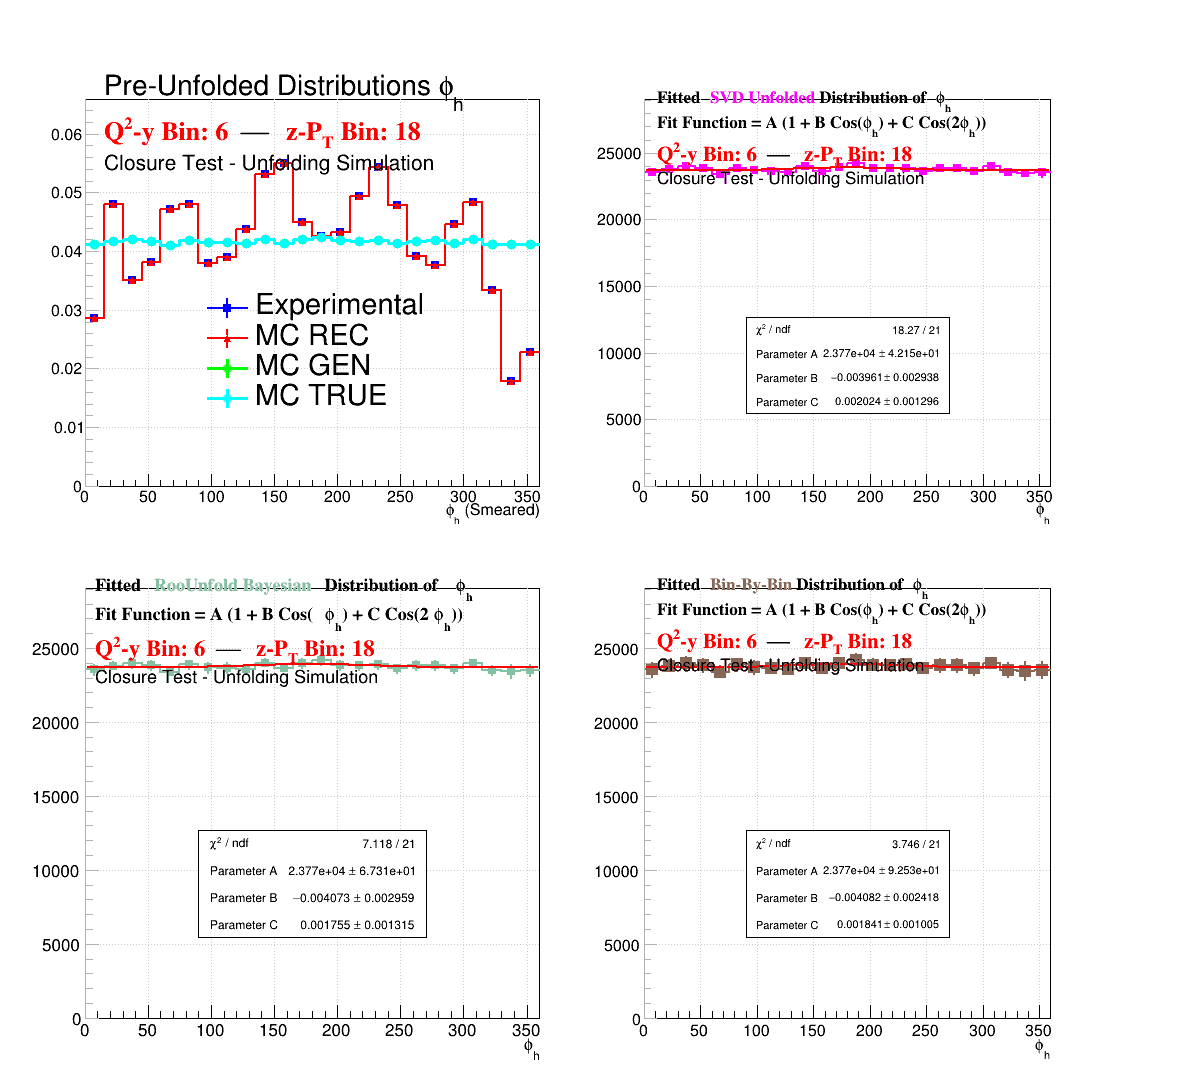 Pre-Unfolded Distributions ϕh
Q2-y Bin: 6 — z-PT Bin: 18
Closure Test - Unfolding Simulation
0.06
0.05
0.04
0.03
0.02
0.01
0
Experimental
MC REC
MC GEN
MC TRUE
0 50 100 150 200 250 300 350
ϕh (Smeared)
Fitted SVD Unfolded Distribution of ϕh
Fit Function = A (1 + B Cos(ϕh) + C Cos(2ϕh))
Q2-y Bin: 6 — z-PT Bin: 18
Closure Test - Unfolding Simulation
25000
20000
15000
10000
5000
0
χ2 / ndf 18.27 / 21
Parameter A 2.377e+04 ± 4.215e+01
Parameter B −0.003961 ± 0.002938
Parameter C 0.002024 ± 0.001296
0 50 100 150 200 250 300 350
ϕh
Fitted RooUnfold Bayesian Distribution of ϕh
Fit Function = A (1 + B Cos( ϕh) + C Cos(2 ϕh))
Q2-y Bin: 6 — z-PT Bin: 18
Closure Test - Unfolding Simulation
25000
20000
15000
10000
5000
0
χ2 / ndf 7.118 / 21
Parameter A 2.377e+04 ± 6.731e+01
Parameter B −0.004073 ± 0.002959
Parameter C 0.001755 ± 0.001315
0 50 100 150 200 250 300 350
ϕh
Fitted Bin-By-Bin Distribution of ϕh
Fit Function = A (1 + B Cos(ϕh) + C Cos(2ϕh))
Q2-y Bin: 6 — z-PT Bin: 18
Closure Test - Unfolding Simulation
25000
20000
15000
10000
5000
0
χ2 / ndf 3.746 / 21
Parameter A 2.377e+04 ± 9.253e+01
Parameter B −0.004082 ± 0.002418
Parameter C 0.001841 ± 0.001005
0 50 100 150 200 250 300 350
ϕh